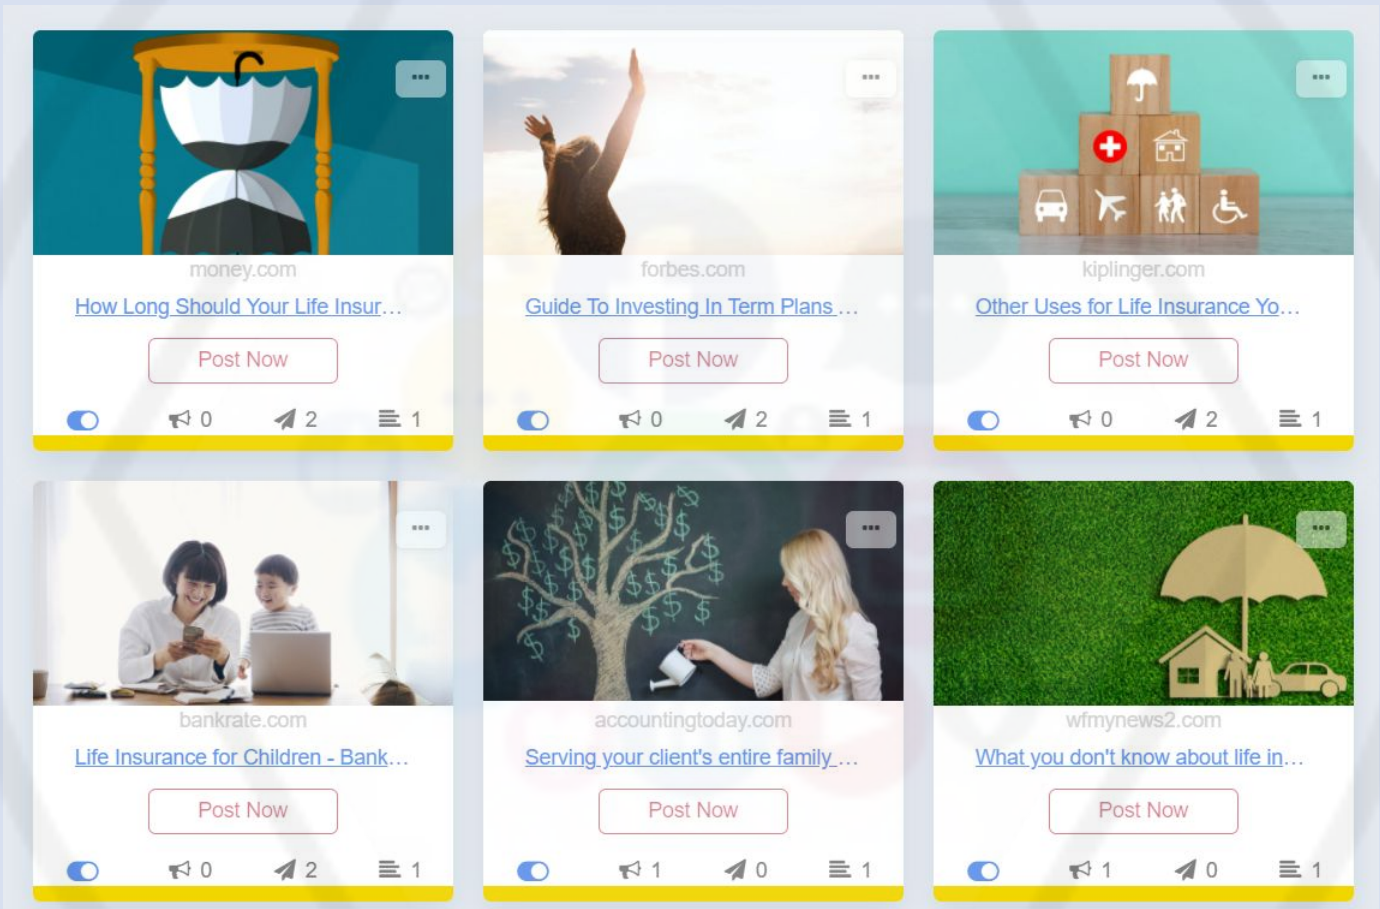 money.com
How Long Should Your Life Insur...
Post Now
0 2 1
forbes.com
Guide To Investing In Term Plans ...
Post Now
0 2 1
kiplinger.com
Other Uses for Life Insurance Yo...
Post Now
0 2 1
bankrate.com
Life Insurance for Children - Bank...
Post Now
0 2 1
accountingtoday.com
Serving your client's entire family ...
Post Now
1 0 1
wfmynews2.com
What you don't know about life in...
Post Now
1 0 1